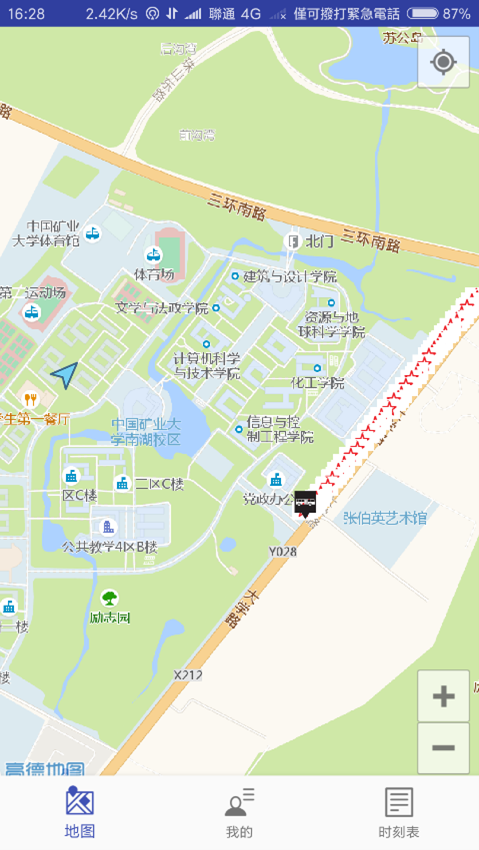 16:28 2.42K/s 聯通 4G 僅可撥打緊急電話 87%
苏公岛
三环南路
三环南路
中国矿业
大学体育馆
北门
体育场
建筑与设计学院
第一运动场
文学与法政学院
资源与地
球科学学院
计算机科学
与技术学院
化工学院
学生第一餐厅
中国矿业大
学南湖校区
信息与控
制工程学院
区C楼
二区C楼
党政办公
张伯英艺术馆
公共教学4区B楼
Y028
大学路
励志园
一楼
楼
X212
高德地图
地图
我的
时刻表